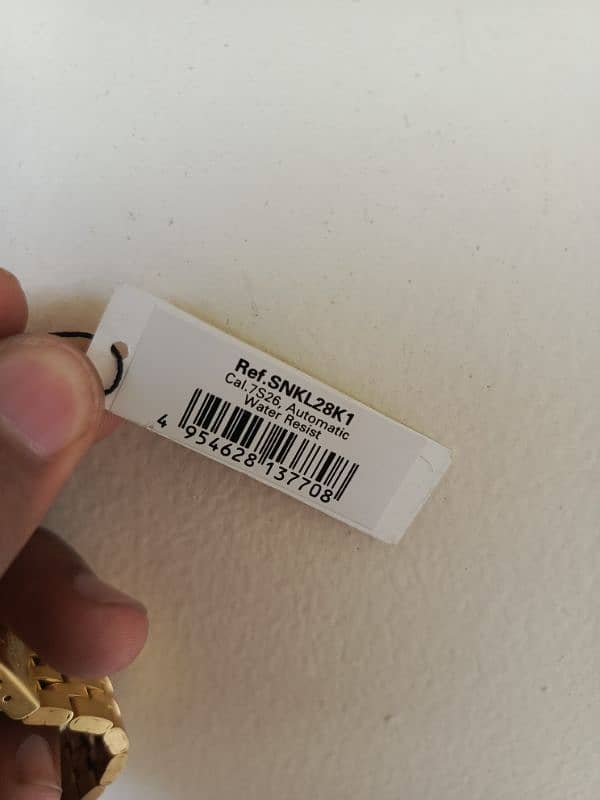 Ref.SNKL28K1
Cal.7S26, Automatic
Water Resist
4 954628 137708